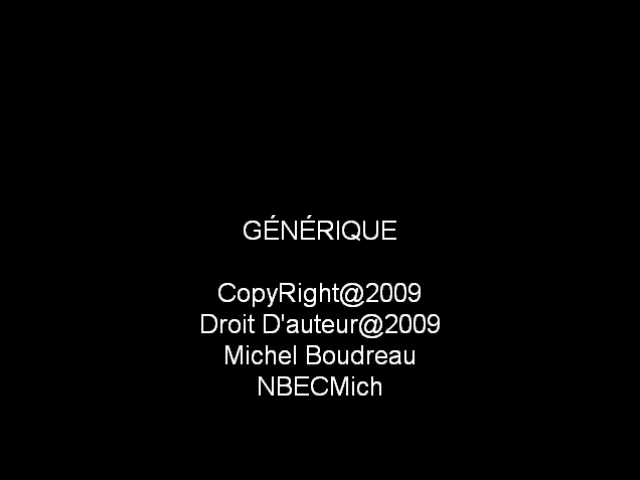 GÉNÉRIQUE
CopyRight@2009
Droit D'auteur@2009
Michel Boudreau
NBECMich